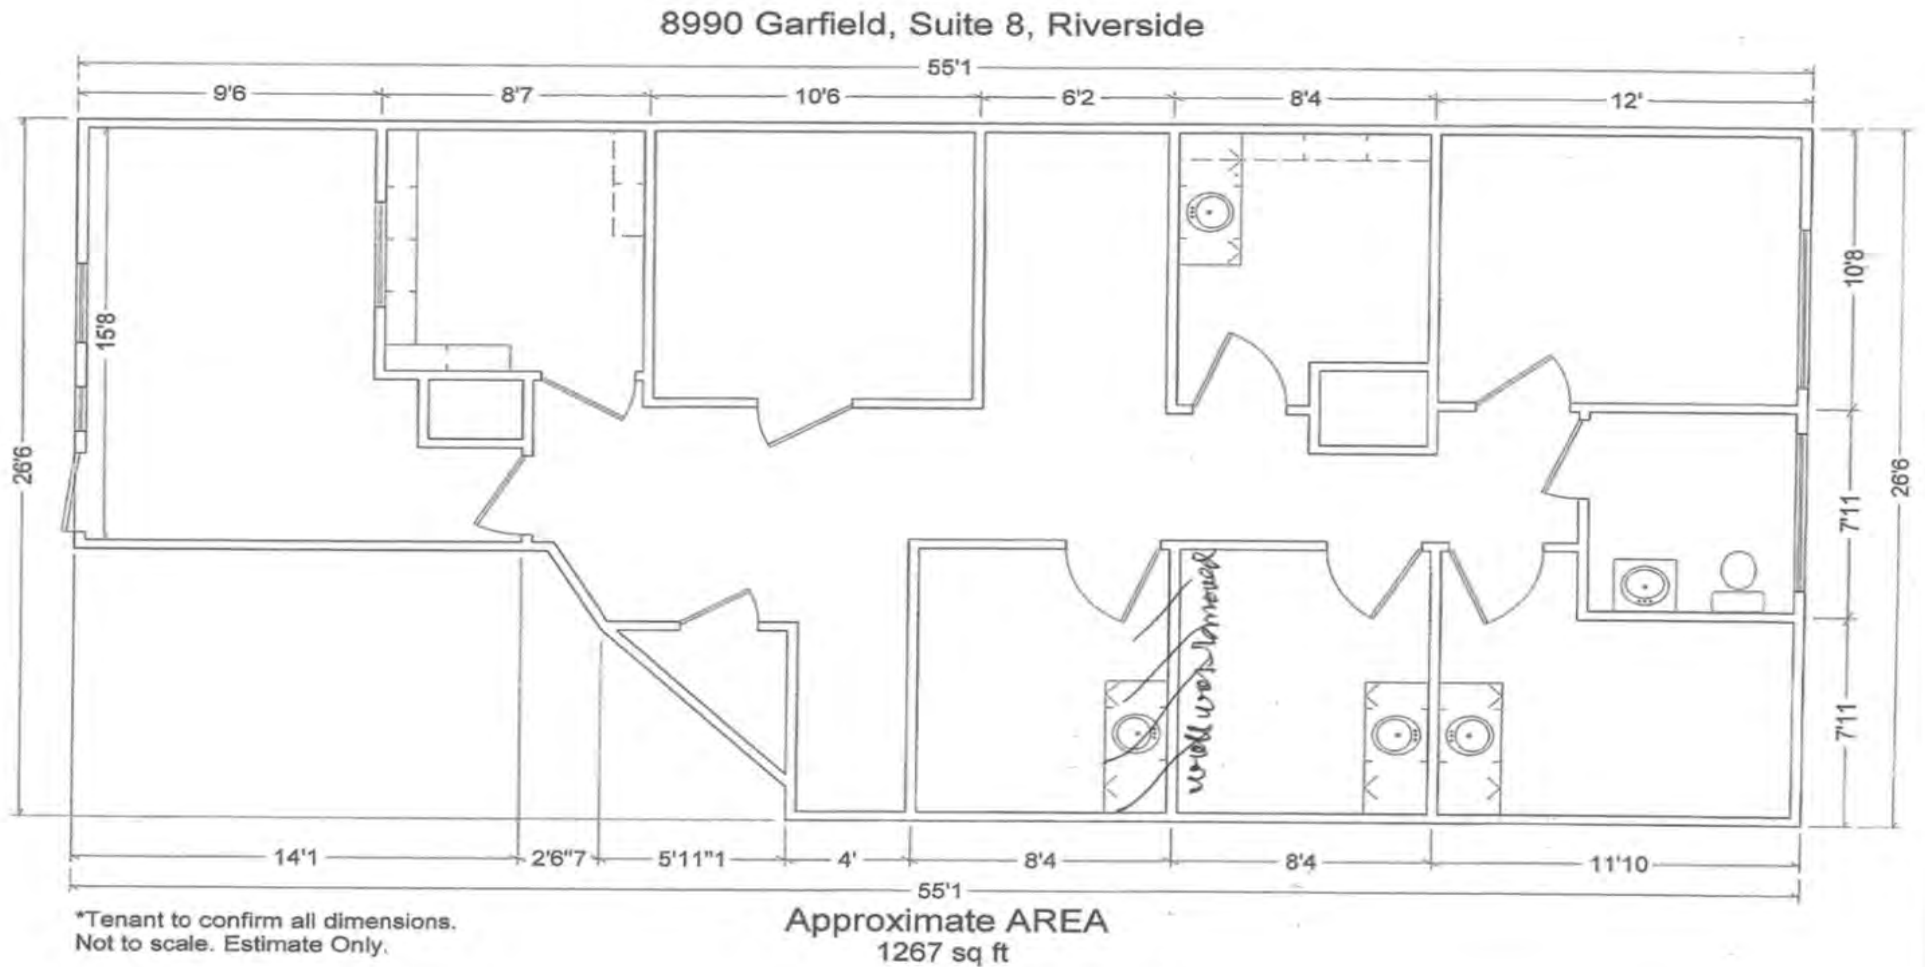 8990 Garfield, Suite 8, Riverside
55'1
9'6 8'7 10'6 6'2 8'4 12'
15'8
26'6
10'8
7'11
7'11
26'6
wall was removed
14'1 2'6"7 5'11"1 4' 8'4 8'4 11'10
55'1
*Tenant to confirm all dimensions.
Not to scale. Estimate Only.
Approximate AREA
1267 sq ft